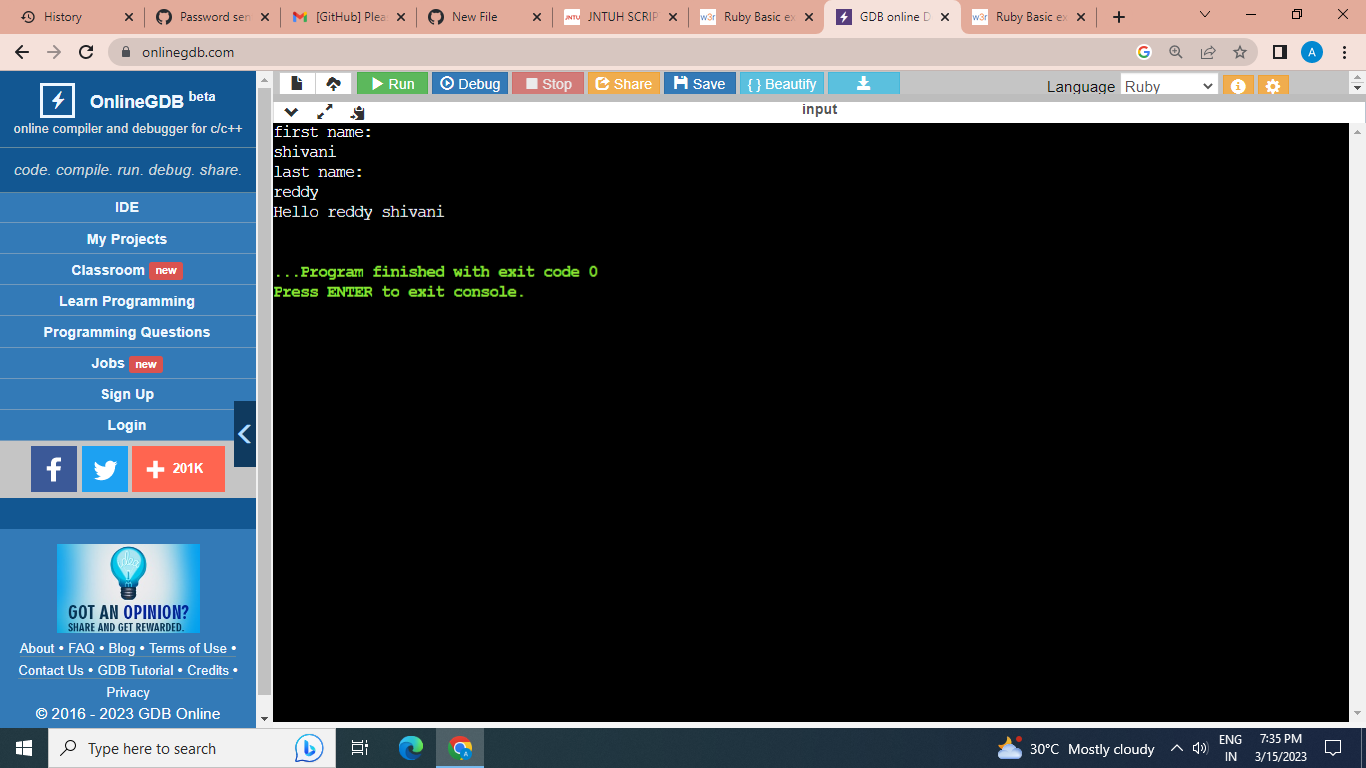 History
Password sen
[GitHub] Plea
New File
JNTU
JNTUH SCRIP
w3r
Ruby Basic ex
GDB online D
w3r
Ruby Basic ex
onlinegdb.com
A
OnlineGDB beta
online compiler and debugger for c/c++
code. compile. run. debug. share.
IDE
My Projects
Classroom new
Learn Programming
Programming Questions
Jobs new
Sign Up
Login
f
+ 201K
GOT AN OPINION?
SHARE AND GET REWARDED.
About • FAQ • Blog • Terms of Use •
Contact Us • GDB Tutorial • Credits •
Privacy
© 2016 - 2023 GDB Online
Run
Debug
Stop
Share
Save
{ } Beautify
Language Ruby
input
first name:
shivani
last name:
reddy
Hello reddy shivani
...Program finished with exit code 0
Press ENTER to exit console.
Type here to search
30°C Mostly cloudy
ENG
IN
7:35 PM
3/15/2023